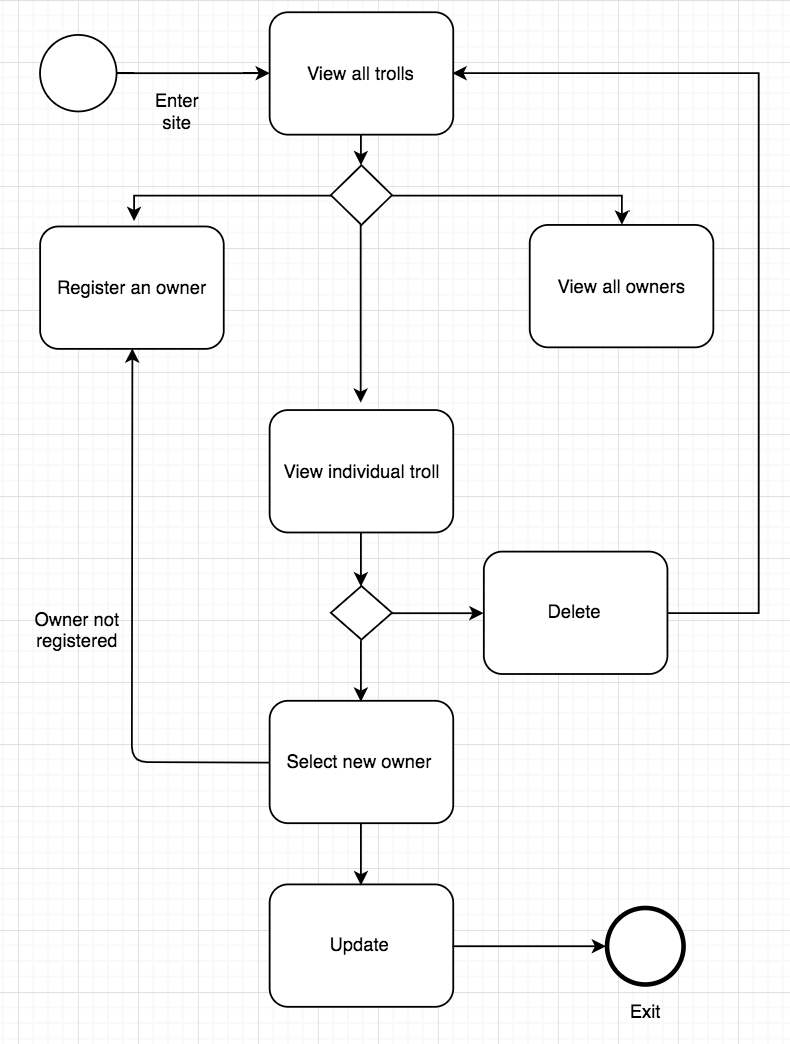 View all trolls
Enter
site
Register an owner
View all owners
View individual troll
Delete
Owner not
registered
Select new owner
Update
Exit